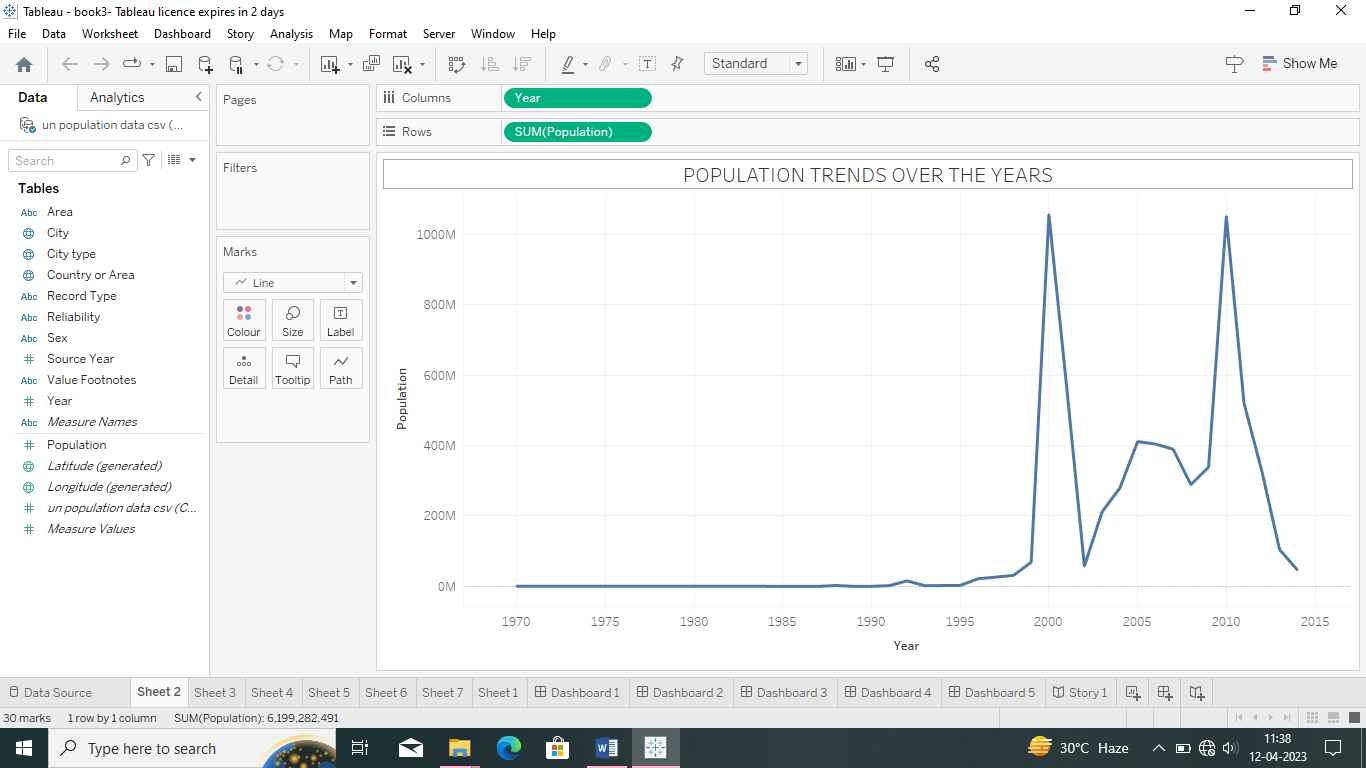 Tableau - book3- Tableau licence expires in 2 days
File Data Worksheet Dashboard Story Analysis Map Format Server Window Help
Standard
Show Me
Data Analytics
un population data csv (...
Search
Tables
Abc Area
City
City type
Country or Area
Abc Record Type
Abc Reliability
Abc Sex
# Source Year
Abc Value Footnotes
# Year
Abc Measure Names
# Population
Latitude (generated)
Longitude (generated)
# un population data csv (C...
# Measure Values
Pages
Filters
Marks
Line
Colour Size Label
Detail Tooltip Path
Columns Year
Rows SUM(Population)
POPULATION TRENDS OVER THE YEARS
Population
1000M
800M
600M
400M
200M
0M
1970 1975 1980 1985 1990 1995 2000 2005 2010 2015
Year
Data Source Sheet 2 Sheet 3 Sheet 4 Sheet 5 Sheet 6 Sheet 7 Sheet 1 Dashboard 1 Dashboard 2 Dashboard 3 Dashboard 4 Dashboard 5 Story 1
30 marks 1 row by 1 column SUM(Population): 6,199,282,491
Type here to search
30°C Haze
11:38
12-04-2023